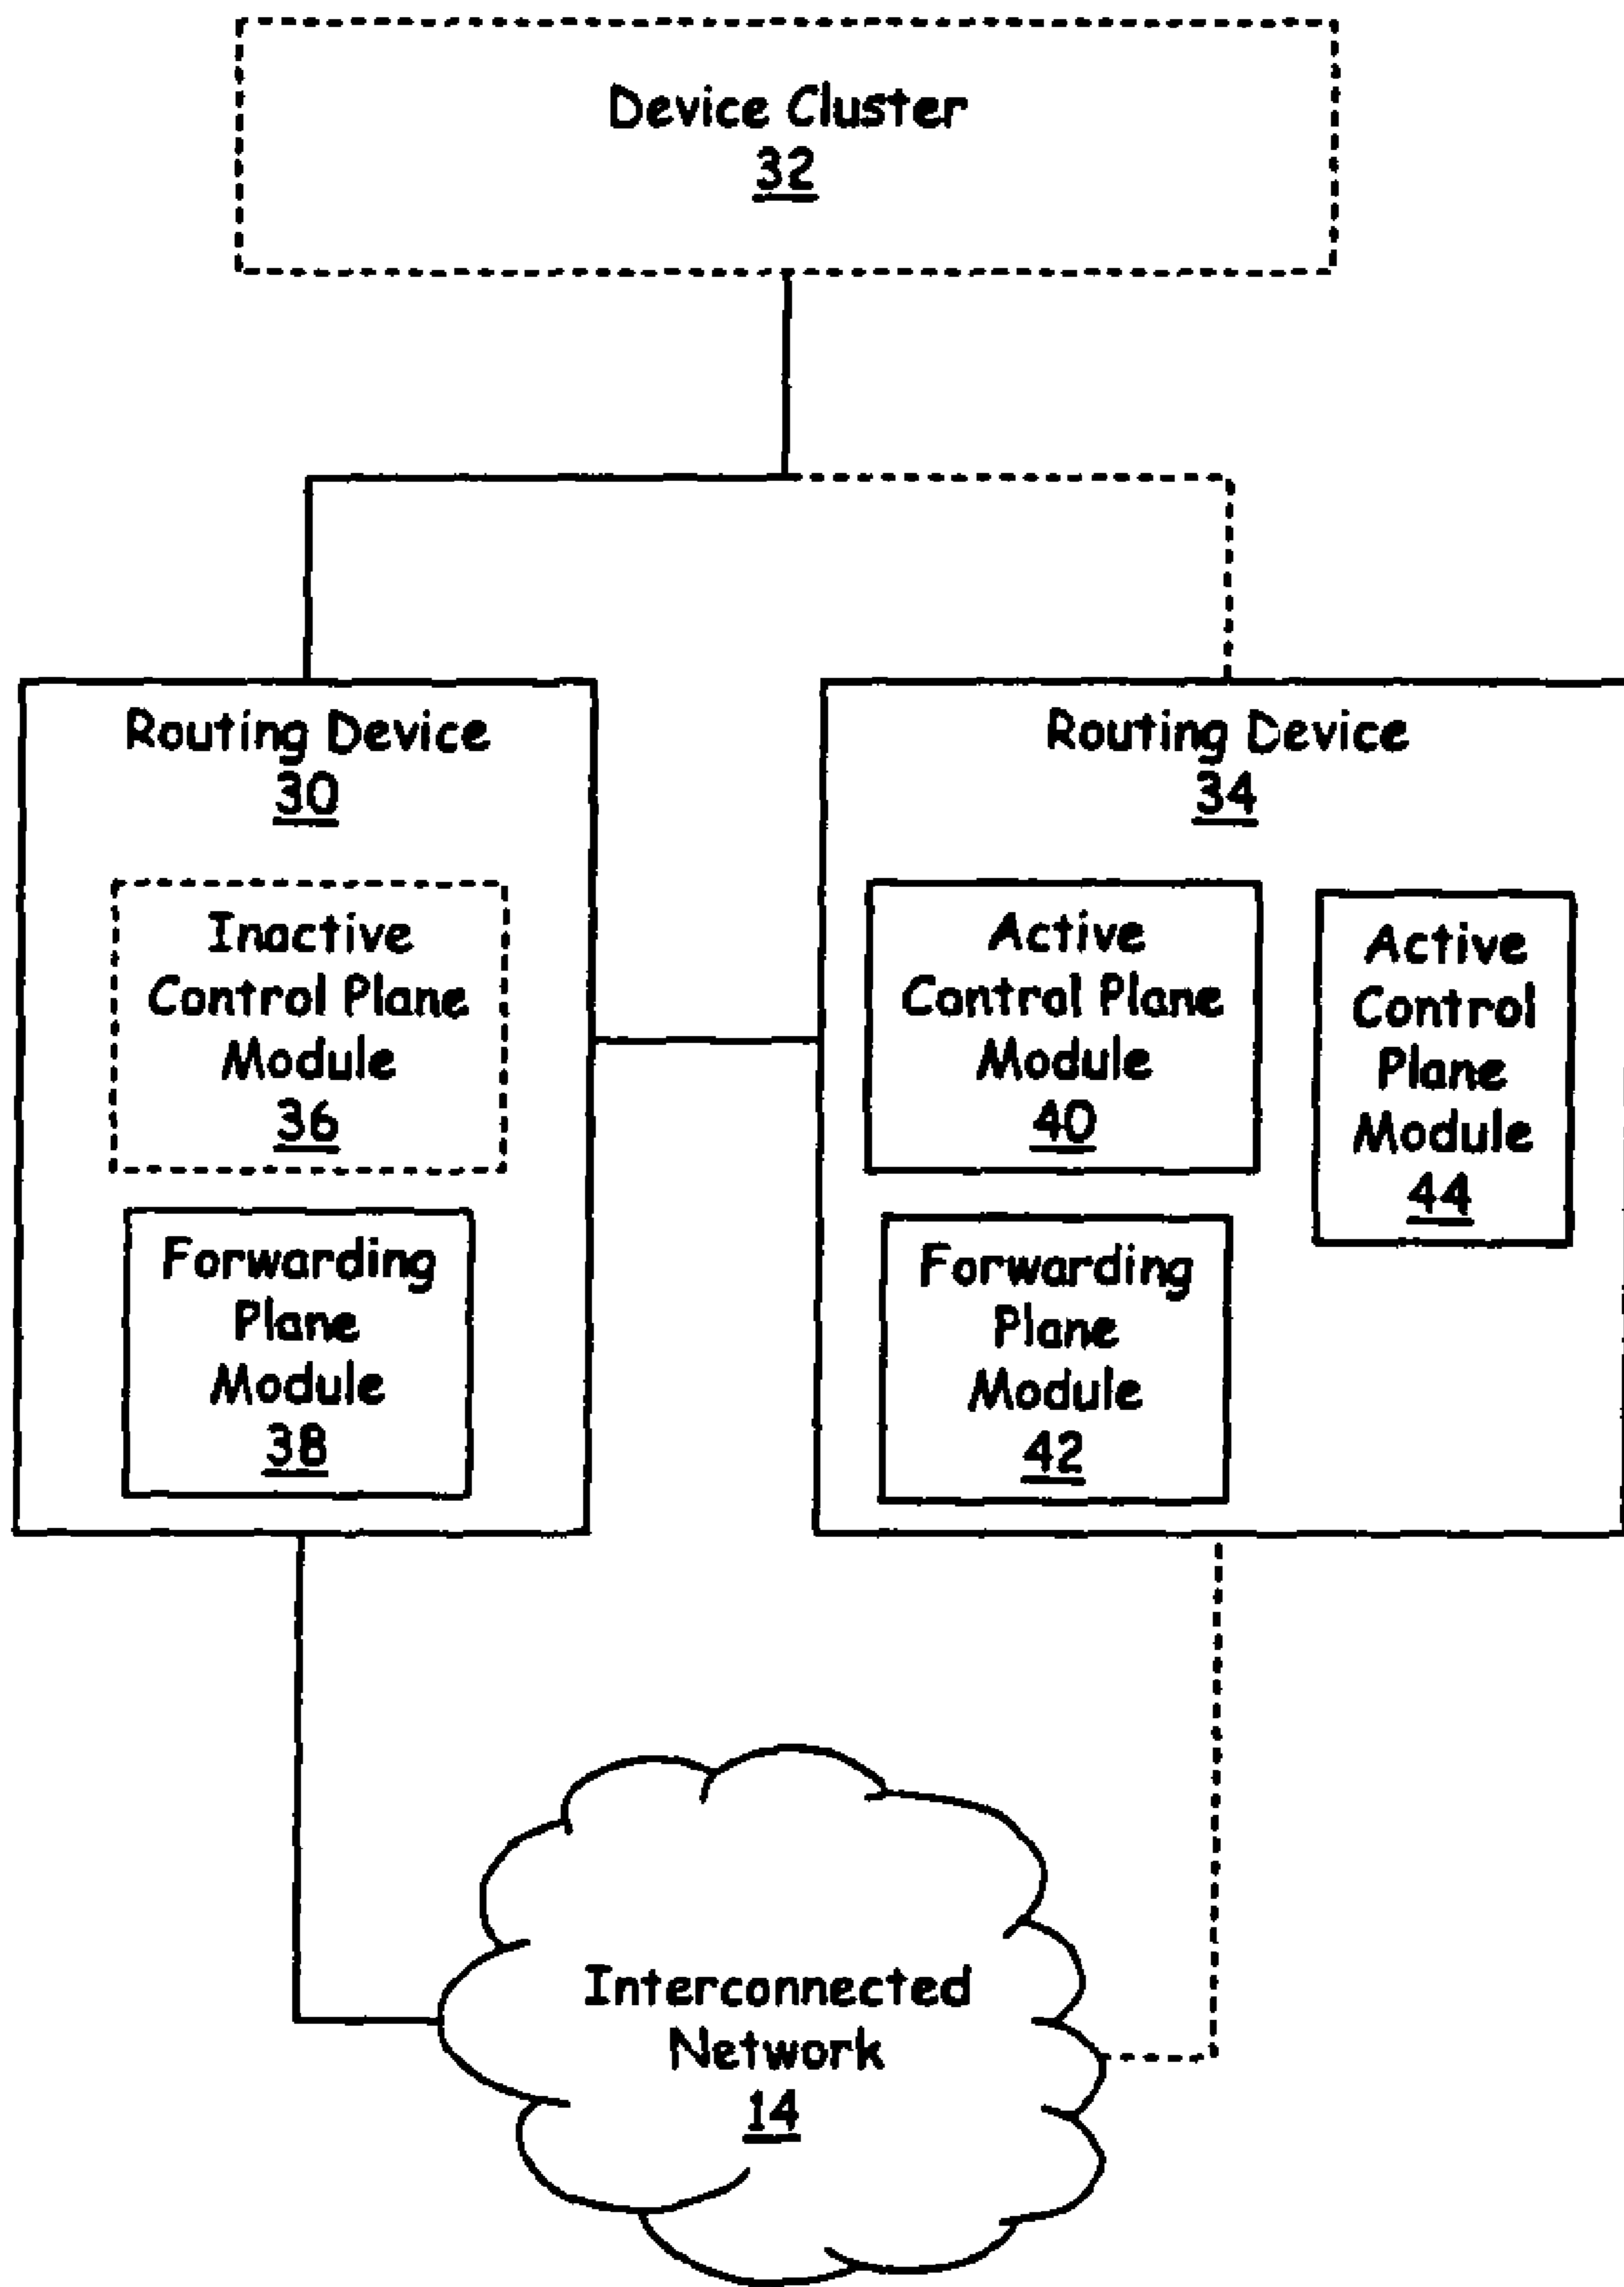 Device Cluster
32
Routing Device
30
Inactive
Control Plane
Module
36
Forwarding
Plane
Module
38
Routing Device
34
Active
Control Plane
Module
40
Active
Control
Plane
Module
44
Forwarding
Plane
Module
42
Interconnected
Network
14